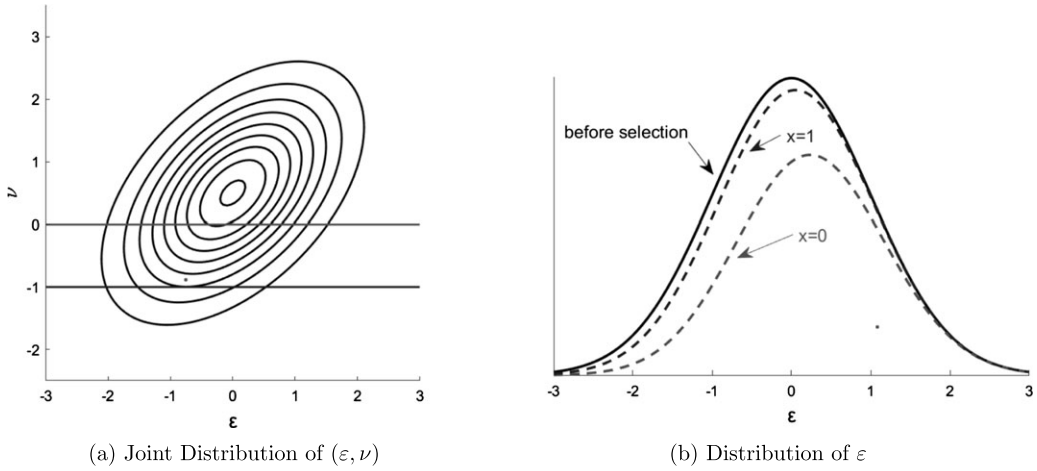 3
2
1
0
-1
-2
ν
-3
-2
-1
0
1
2
3
ε
(a) Joint Distribution of (ε, ν)
before selection
x=1
x=0
-3
-2
-1
0
1
2
3
ε
(b) Distribution of ε